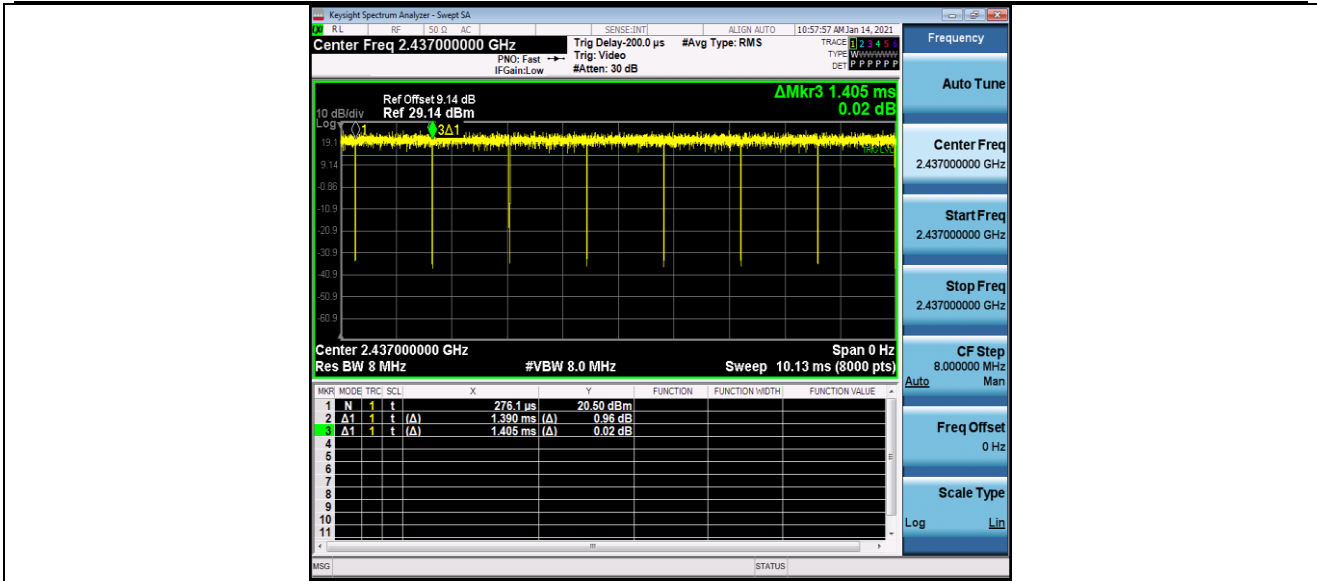 Keysight Spectrum Analyzer - Swept SA
RL RF 50 Ω AC SENSE:INT ALIGN AUTO 10:57:57 AM Jan 14, 2021
Center Freq 2.437000000 GHz
PNO: Fast
IFGain:Low
Trig Delay-200.0 µs #Avg Type: RMS
Trig: Video
#Atten: 30 dB
TRACE 1 2 3 4 5 6
TYPE WWWWWW
DET P P P P P P
ΔMkr3 1.405 ms
0.02 dB
Ref Offset 9.14 dB
10 dB/div Ref 29.14 dBm
Log
1
3Δ1
19.1
9.14
-0.86
-10.9
-20.9
-30.9
-40.9
-50.9
-60.9
Center 2.437000000 GHz Span 0 Hz
Res BW 8 MHz #VBW 8.0 MHz Sweep 10.13 ms (8000 pts)
MKR MODE TRC SCL X Y FUNCTION FUNCTION WIDTH FUNCTION VALUE
1 N 1 t 276.1 µs 20.50 dBm
2 Δ1 1 t (Δ) 1.390 ms (Δ) 0.96 dB
3 Δ1 1 t (Δ) 1.405 ms (Δ) 0.02 dB
4
5
6
7
8
9
10
11
MSG STATUS
Frequency
Auto Tune
Center Freq
2.437000000 GHz
Start Freq
2.437000000 GHz
Stop Freq
2.437000000 GHz
CF Step
8.000000 MHz
Auto Man
Freq Offset
0 Hz
Scale Type
Log Lin